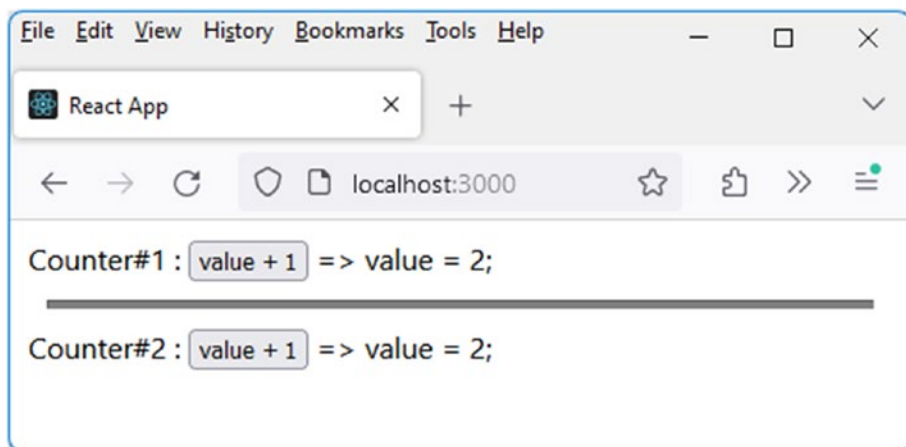 File Edit View History Bookmarks Tools Help
React App
localhost:3000
Counter#1 : value + 1 => value = 2;
Counter#2 : value + 1 => value = 2;